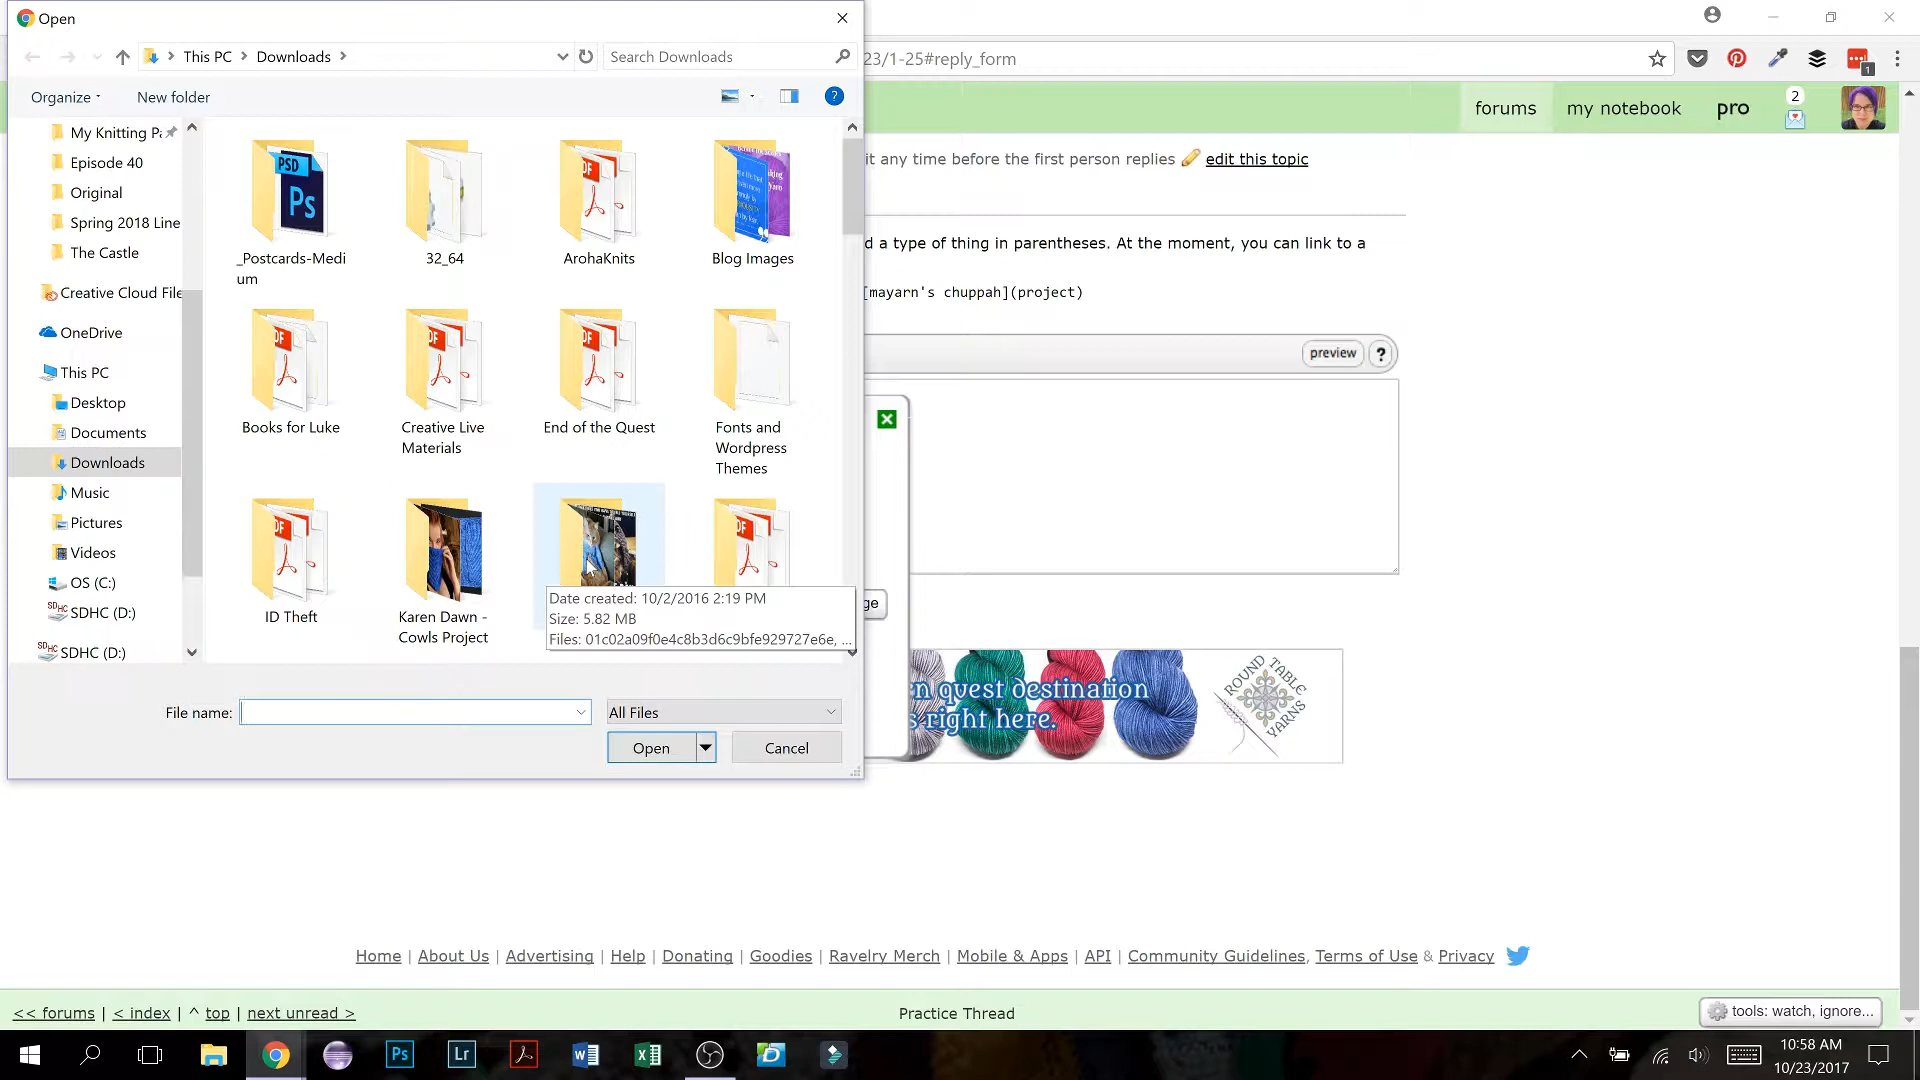 Open
This PC > Downloads >
Search Downloads
23/1-25#reply_form
1
Organize
New folder
?
forums
my notebook
pro
2
My Knitting Pa
Episode 40
Original
Spring 2018 Line
The Castle
Creative Cloud File
OneDrive
This PC
Desktop
Documents
Downloads
Music
Pictures
Videos
OS (C:)
SDHC (D:)
SDHC (D:)
PSD
Ps
_Postcards-Medi
um
32_64
ArohaKnits
Blog Images
Books for Luke
Creative Live
Materials
End of the Quest
Fonts and
Wordpress
Themes
ID Theft
Karen Dawn -
Cowls Project
Date created: 10/2/2016 2:19 PM
Size: 5.82 MB
Files: 01c02a09f0e4c8b3d6c9bfe929727e6e, ...
File name:
All Files
Open
Cancel
it any time before the first person replies edit this topic
d a type of thing in parentheses. At the moment, you can link to a
[mayarn's chuppah](project)
preview
?
ge
en quest destination
s right here.
ROUND TABLE
YARNS
Home | About Us | Advertising | Help | Donating | Goodies | Ravelry Merch | Mobile & Apps | API | Community Guidelines, Terms of Use & Privacy
<< forums | < index | ^ top | next unread >
Practice Thread
tools: watch, ignore...
Ps
Lr
10:58 AM
10/23/2017